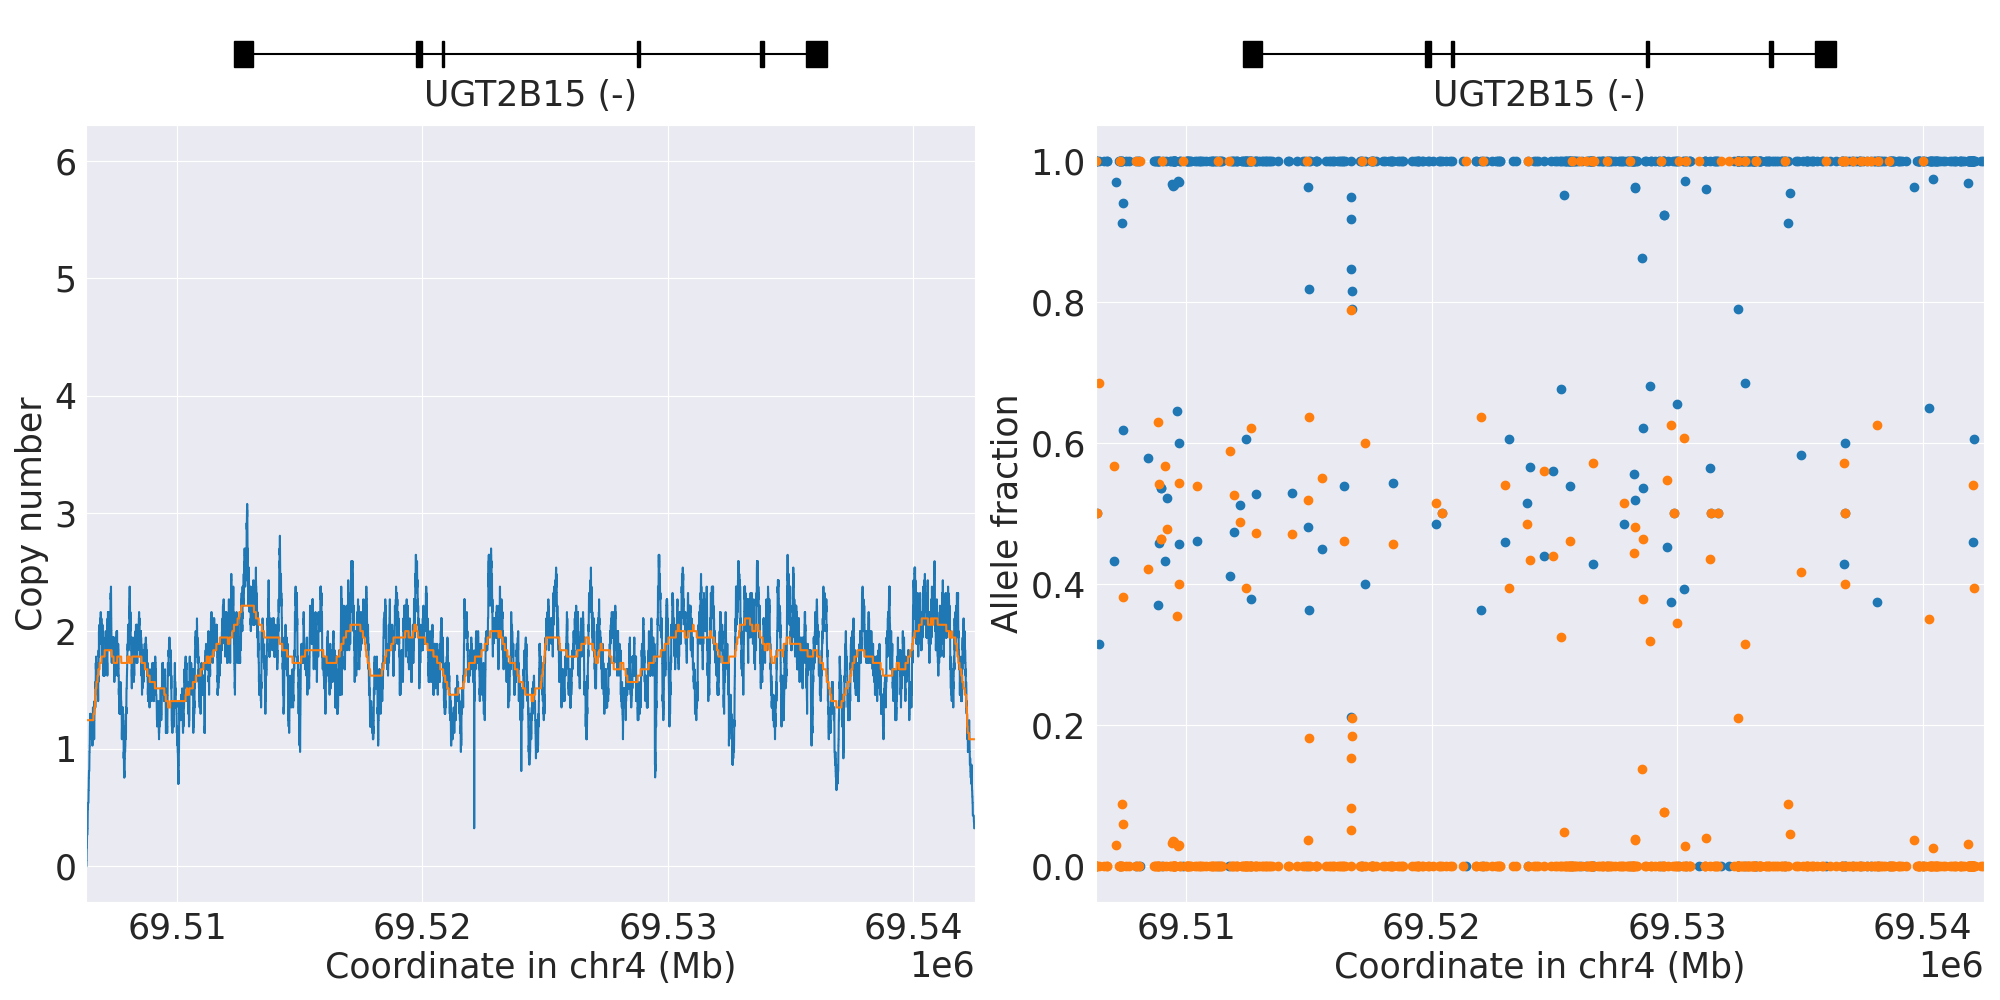 UGT2B15 (-)
6
5
4
3
2
1
0
Copy number
69.51 69.52 69.53 69.54
Coordinate in chr4 (Mb)
1e6
UGT2B15 (-)
1.0
0.8
0.6
0.4
0.2
0.0
Allele fraction
69.51 69.52 69.53 69.54
Coordinate in chr4 (Mb)
1e6